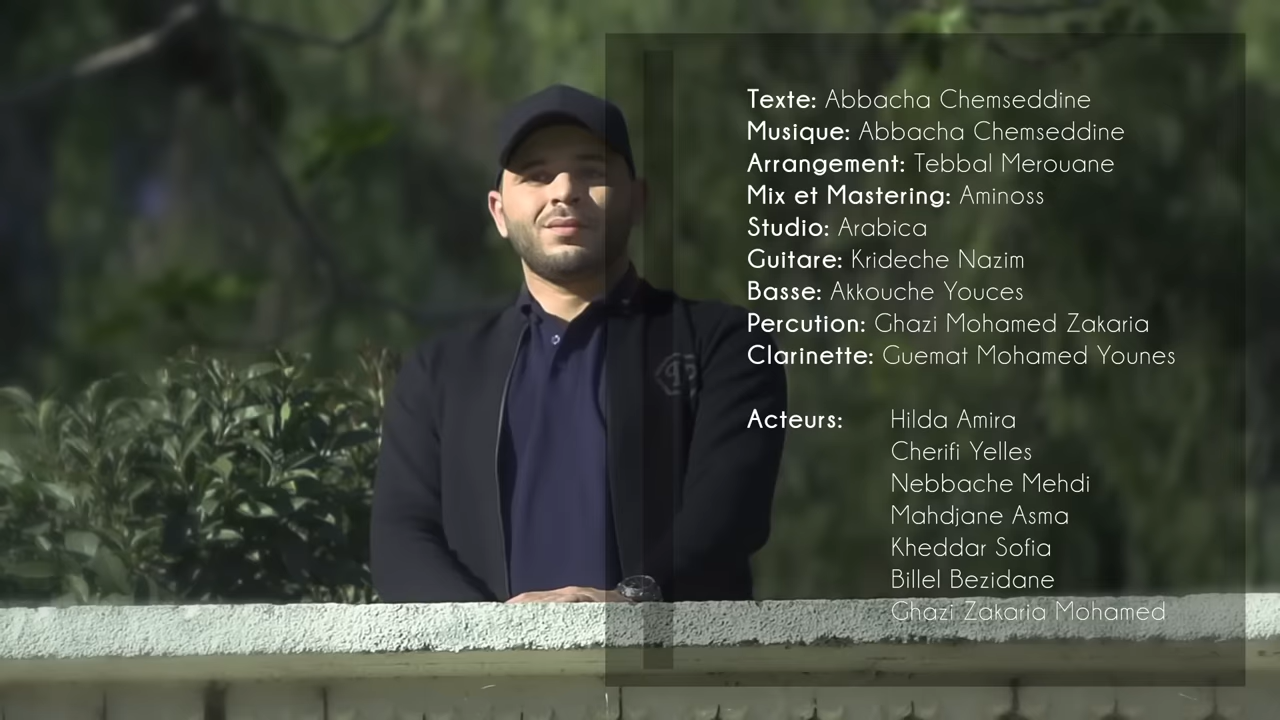 Texte: Abbacha Chemseddine
Musique: Abbacha Chemseddine
Arrangement: Tebbal Merouane
Mix et Mastering: Aminoss
Studio: Arabica
Guitare: Krideche Nazim
Basse: Akkouche Youces
Percution: Ghazi Mohamed Zakaria
Clarinette: Guemat Mohamed Younes
Acteurs: Hilda Amira
Cherifi Yelles
Nebbache Mehdi
Mahdjane Asma
Kheddar Sofia
Billel Bezidane
Ghazi Zakaria Mohamed